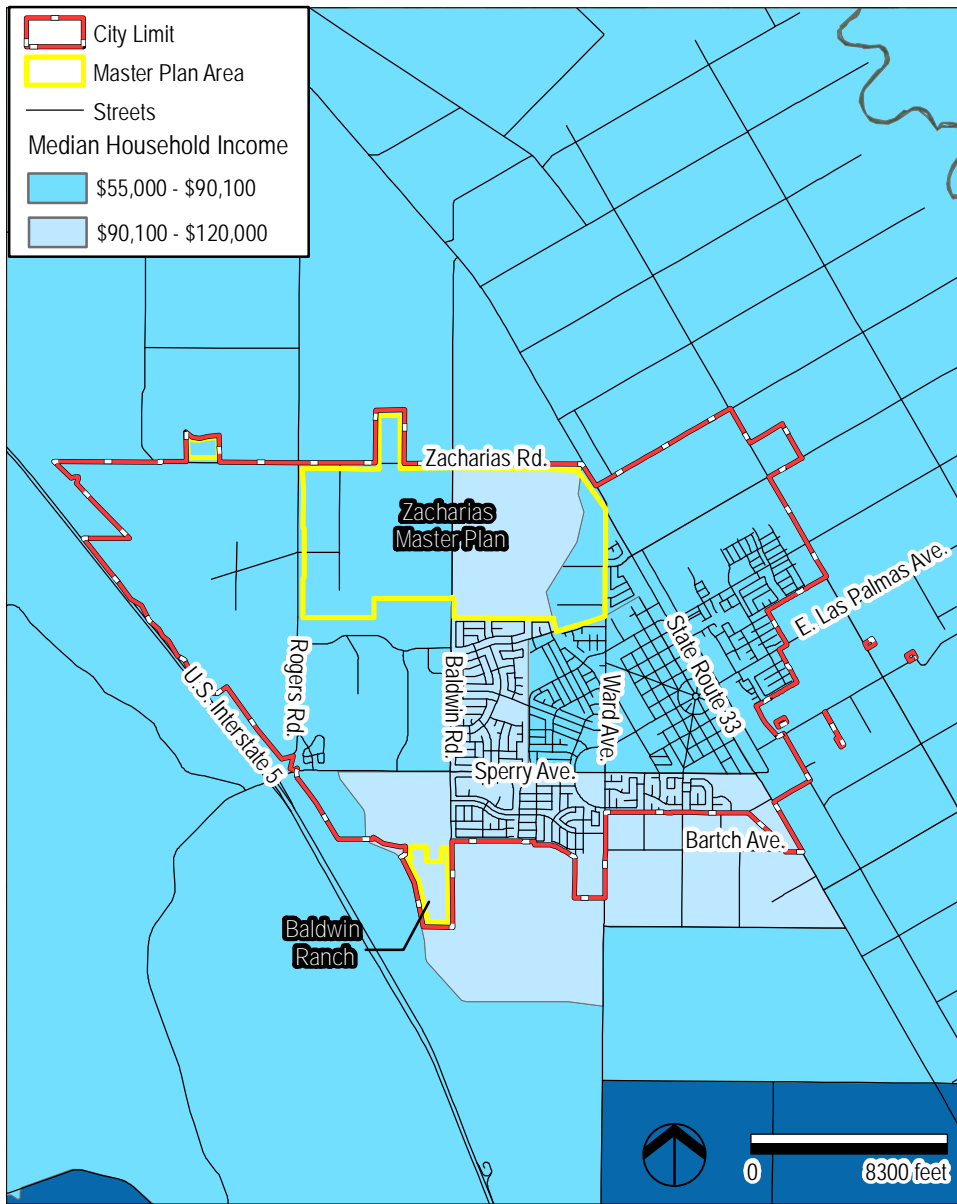 City Limit
Master Plan Area
Streets
Median Household Income
$55,000 - $90,100
$90,100 - $120,000
Zacharias Rd.
Zacharias
Master Plan
E. Las Palmas Ave.
State Route 33
Rogers Rd.
Baldwin Rd.
Ward Ave.
U.S. Interstate 5
Sperry Ave.
Bartch Ave.
Baldwin
Ranch
0
8300 feet